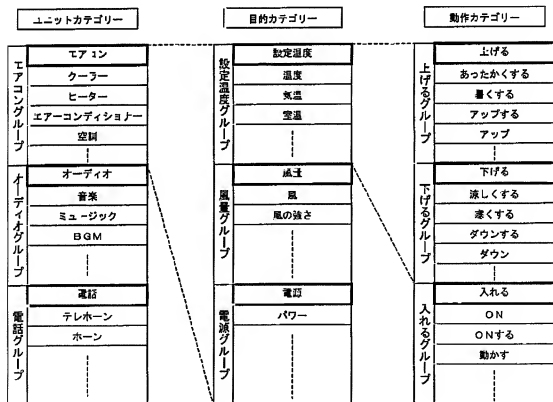 ユニットカテゴリー
エアコングループ
エアコン
クーラー
ヒーター
エアーコンディショナー
空調
オーディオグループ
オーディオ
音楽
ミュージック
BGM
電話グループ
電話
テレホーン
ホーン
目的カテゴリー
設定温度グループ
設定温度
温度
気温
室温
風量グループ
風量
風
風の強さ
電源グループ
電源
パワー
動作カテゴリー
上げるグループ
上げる
あったかくする
暑くする
アップする
アップ
下げるグループ
下げる
涼しくする
寒くする
ダウンする
ダウン
入れるグループ
入れる
ON
ONする
動かす